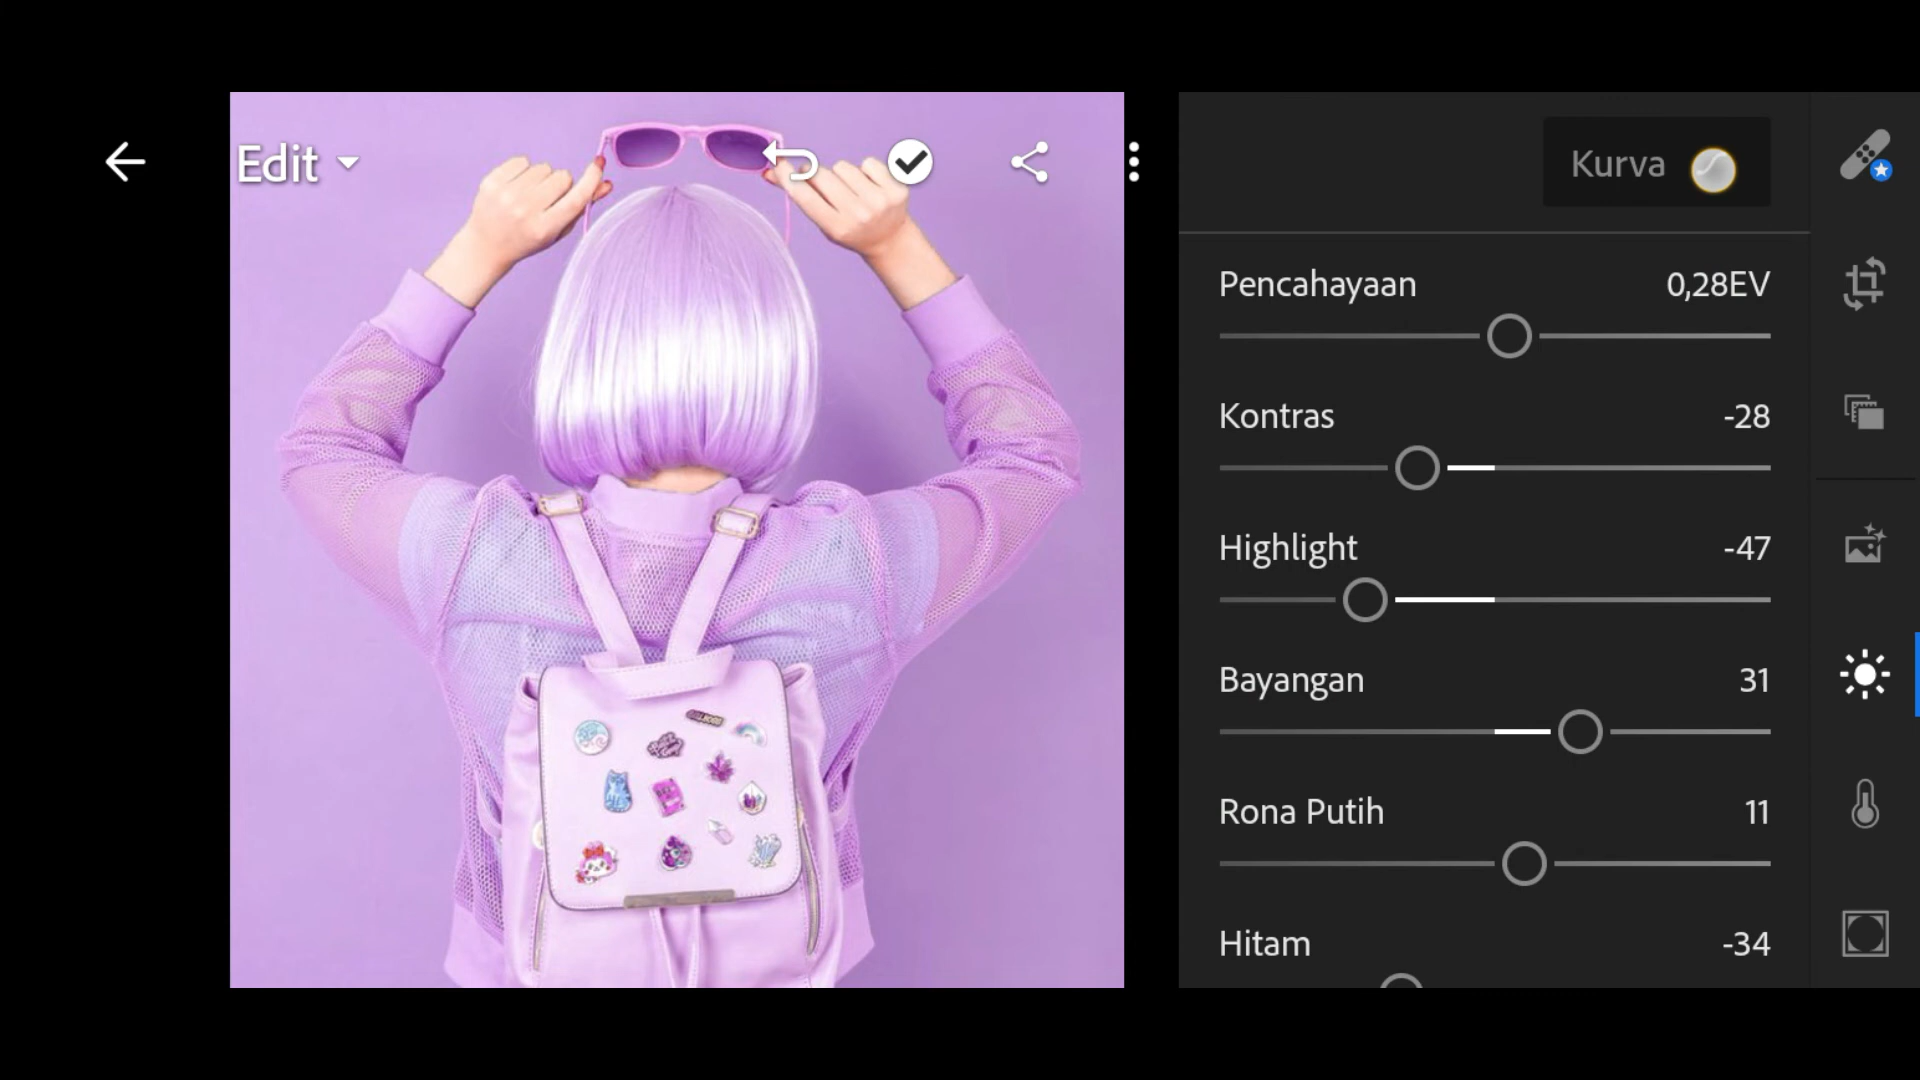 Edit
Kurva
Pencahayaan 0,28EV
Kontras -28
Highlight -47
Bayangan 31
Rona Putih 11
Hitam -34